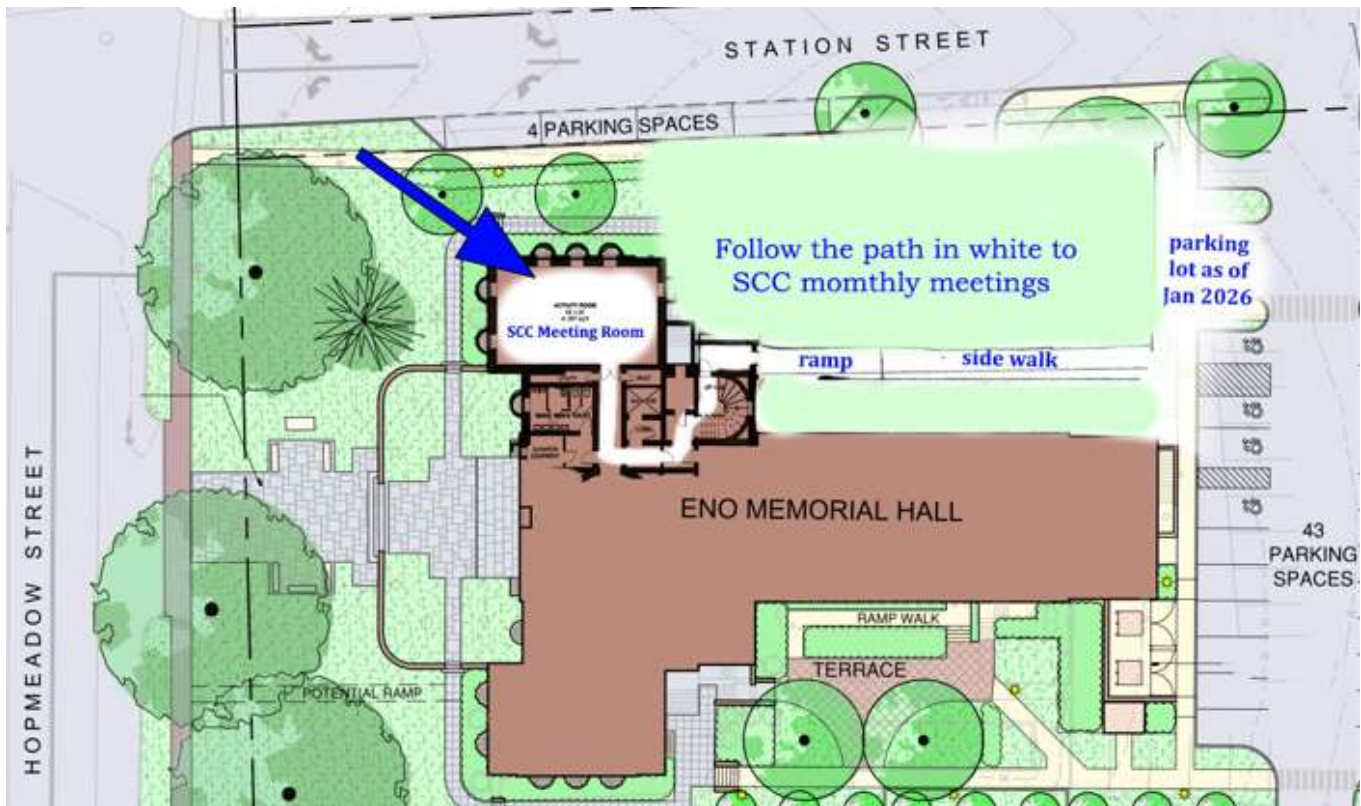 STATION STREET
4 PARKING SPACES
Follow the path in white to
SCC momthly meetings
parking
lot as of
Jan 2026
ACTIVITY ROOM
SCC Meeting Room
ramp
side walk
ENO MEMORIAL HALL
HOPMEADOW STREET
43
PARKING
SPACES
RAMP WALK
TERRACE
POTENTIAL RAMP